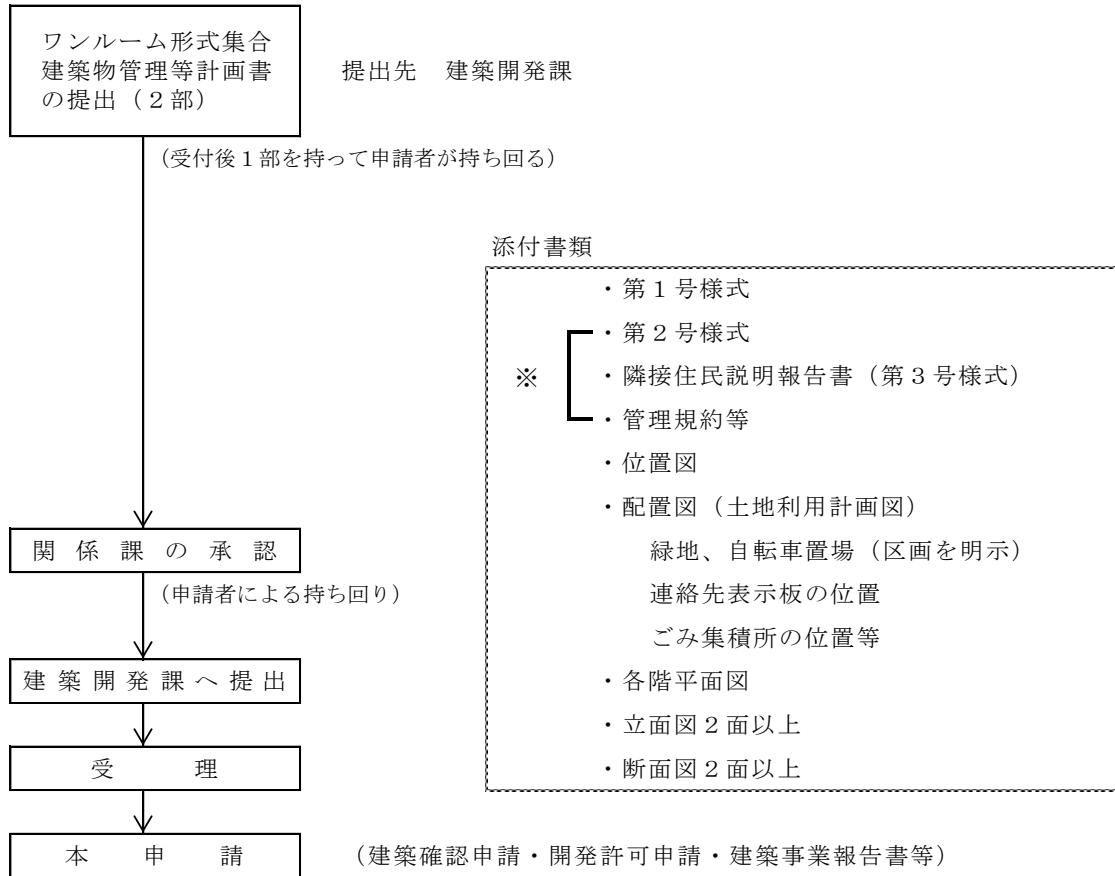 ワンルーム形式集合
建築物管理等計画書
の提出（２部）
提出先　建築開発課
（受付後１部を持って申請者が持ち回る）
添付書類
・第１号様式
・第２号様式
※
・隣接住民説明報告書（第３号様式）
・管理規約等
・位置図
・配置図（土地利用計画図）
緑地、自転車置場（区画を明示）
連絡先表示板の位置
ごみ集積所の位置等
・各階平面図
・立面図２面以上
・断面図２面以上
関係課の承認
（申請者による持ち回り）
建築開発課へ提出
受　理
本　申　請
（建築確認申請・開発許可申請・建築事業報告書等）